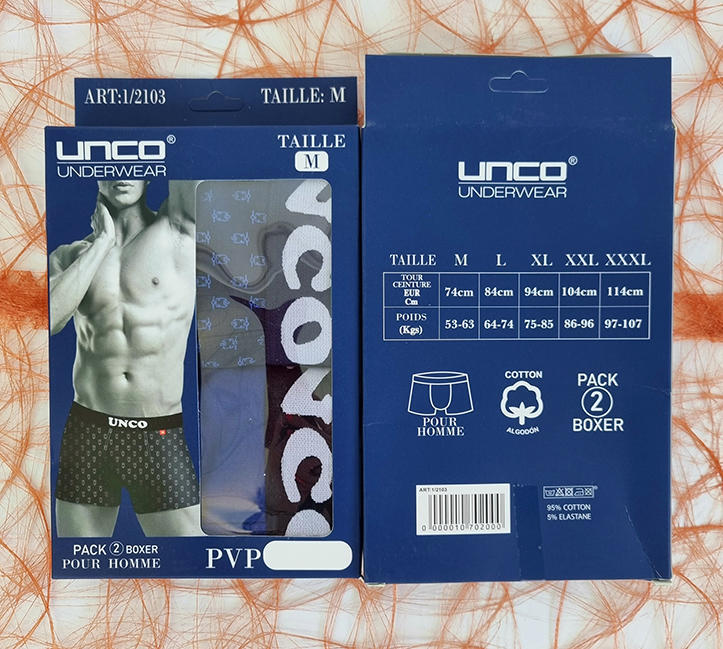 ART:1/2103 TAILLE: M
UNCO®
UNDERWEAR
TAILLE
M
UNCO
PACK 2 BOXER
POUR HOMME
PVP
UNCO®
UNDERWEAR
TAILLE M L XL XXL XXXL
TOUR
CEINTURE
EUR
Cm
74cm 84cm 94cm 104cm 114cm
POIDS
(Kgs)
53-63 64-74 75-85 86-96 97-107
POUR
HOMME
COTTON
ALGODÓN
PACK
2
BOXER
ART:1/2103
0 000010 702000
95% COTTON
5% ELASTANE